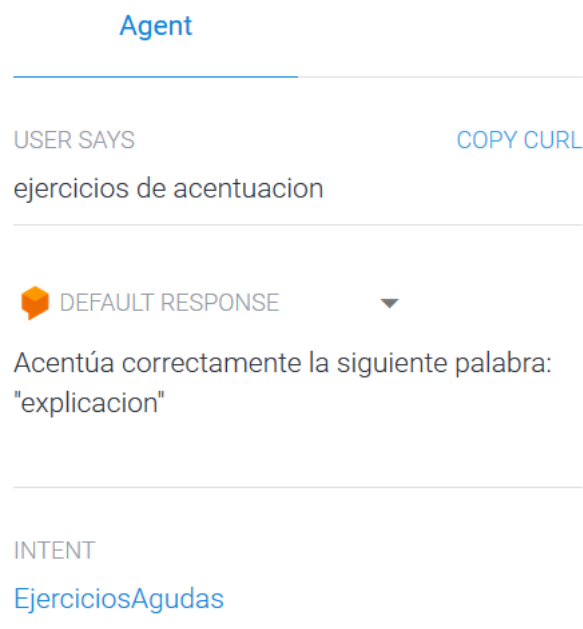 Agent
USER SAYS COPY CURL
ejercicios de acentuacion
DEFAULT RESPONSE
Acentúa correctamente la siguiente palabra:
"explicacion"
INTENT
EjerciciosAgudas